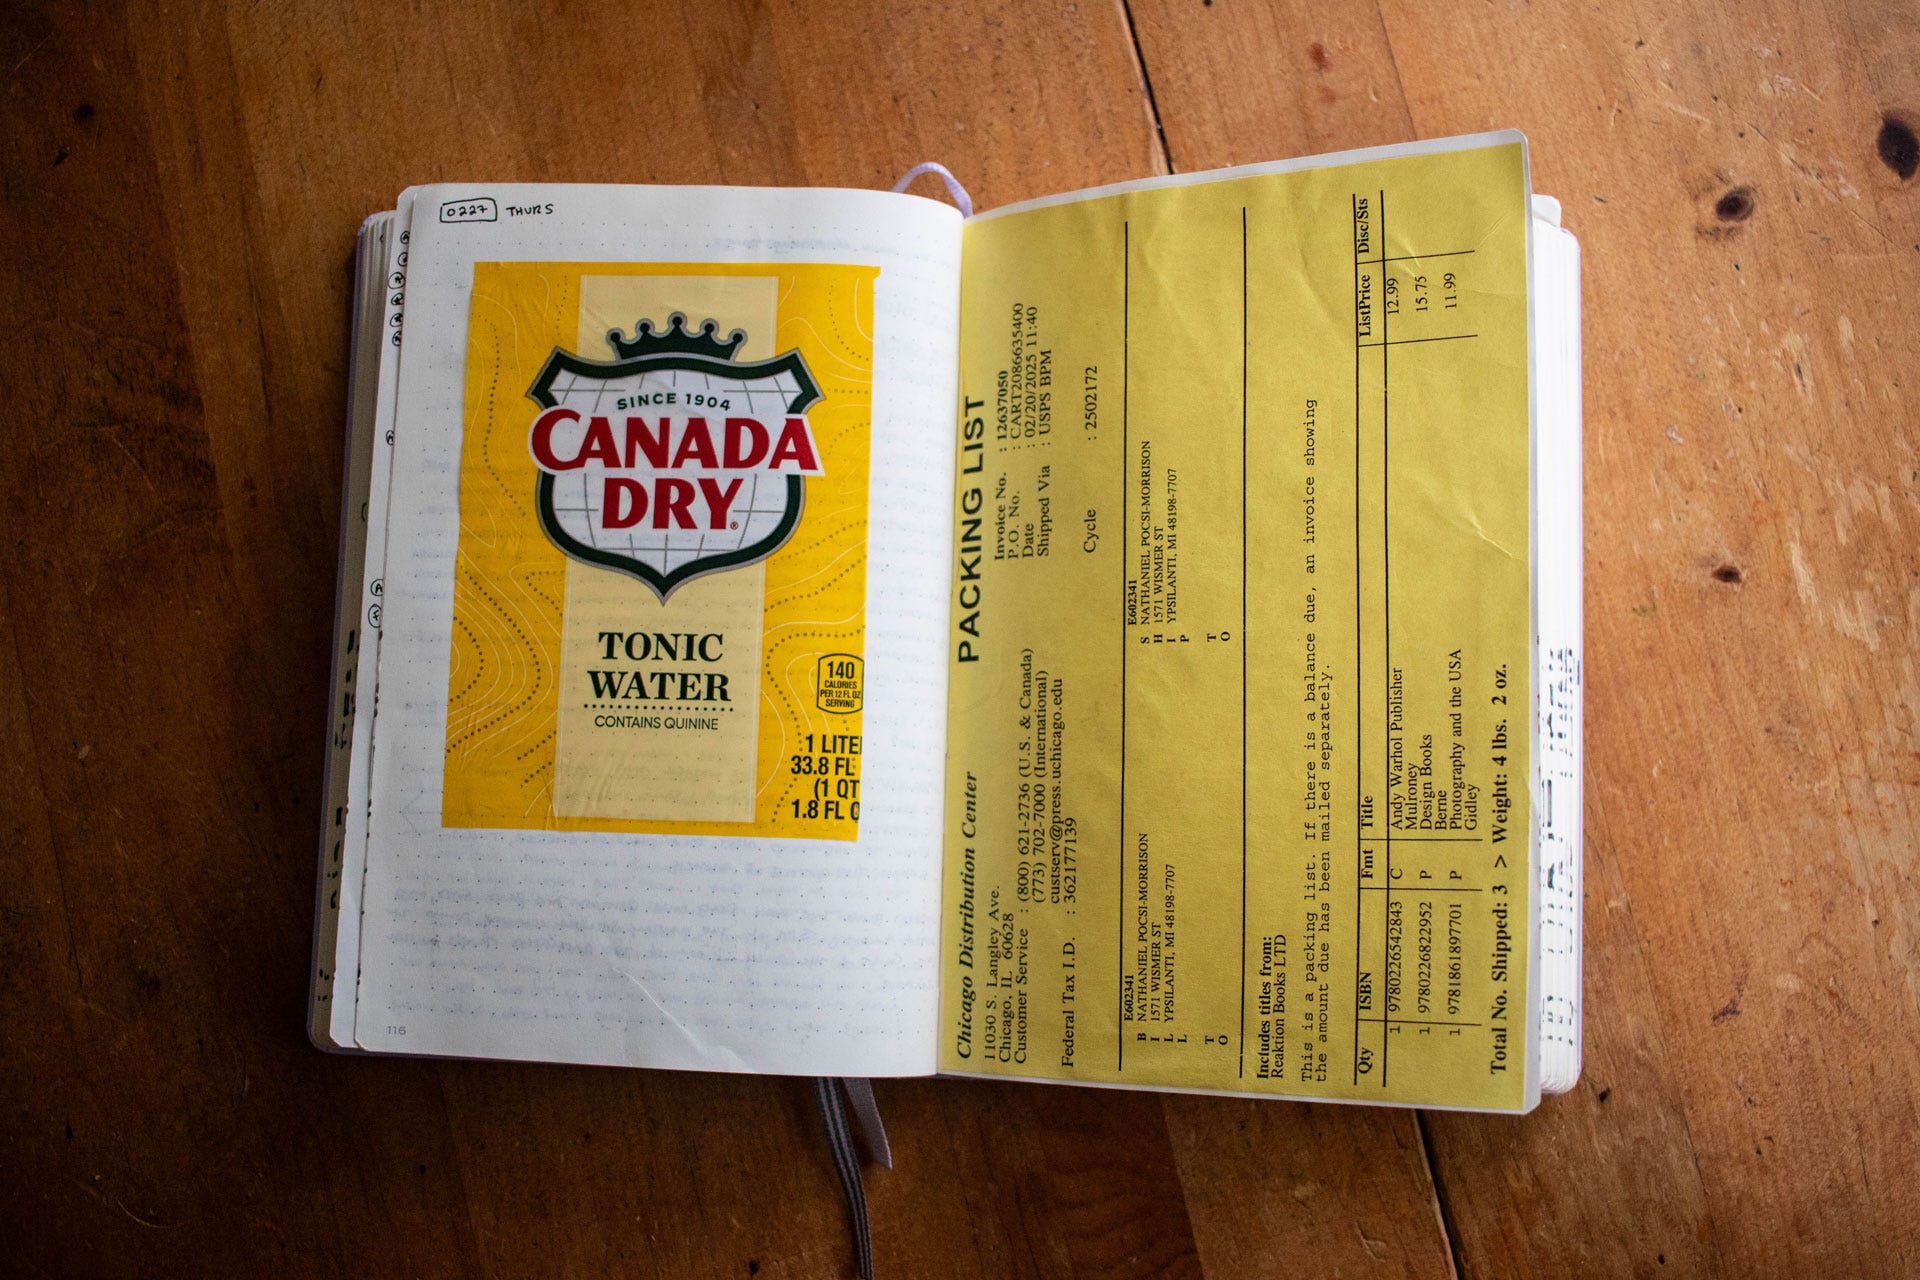 0227 THURS
SINCE 1904
CANADA
DRY®
TONIC
WATER
CONTAINS QUININE
140
CALORIES
PER 12 FL OZ
SERVING
1 LITE
33.8 FL
(1 QT
1.8 FL O
116
PACKING LIST
Chicago Distribution Center
11030 S. Langley Ave.
Chicago, IL 60628
Customer Service : (800) 621-2736 (U.S. & Canada)
(773) 702-7000 (International)
custserv@press.uchicago.edu
Federal Tax I.D. : 362177139
Invoice No. : 12637050
P.O. No. : CART2086635400
Date : 02/20/2025 11:40
Shipped Via : USPS BPM
Cycle : 2502172
E602341
B NATHANIEL POCSI-MORRISON
I 1571 WISMER ST
L YPSILANTI, MI 48198-7707
L
T
O
E602341
S NATHANIEL POCSI-MORRISON
H 1571 WISMER ST
I YPSILANTI, MI 48198-7707
P
T
O
Includes titles from:
Reaktion Books LTD
This is a packing list. If there is a balance due, an invoice showing
the amount due has been mailed separately.
Qty ISBN Fmt Title ListPrice Disc/Sts
1 9780226542843 C Andy Warhol Publisher 12.99
Mulroney
1 9780226822952 P Design Books 15.75
Berne
1 9781861897701 P Photography and the USA 11.99
Gidley
Total No. Shipped: 3 > Weight: 4 lbs. 2 oz.